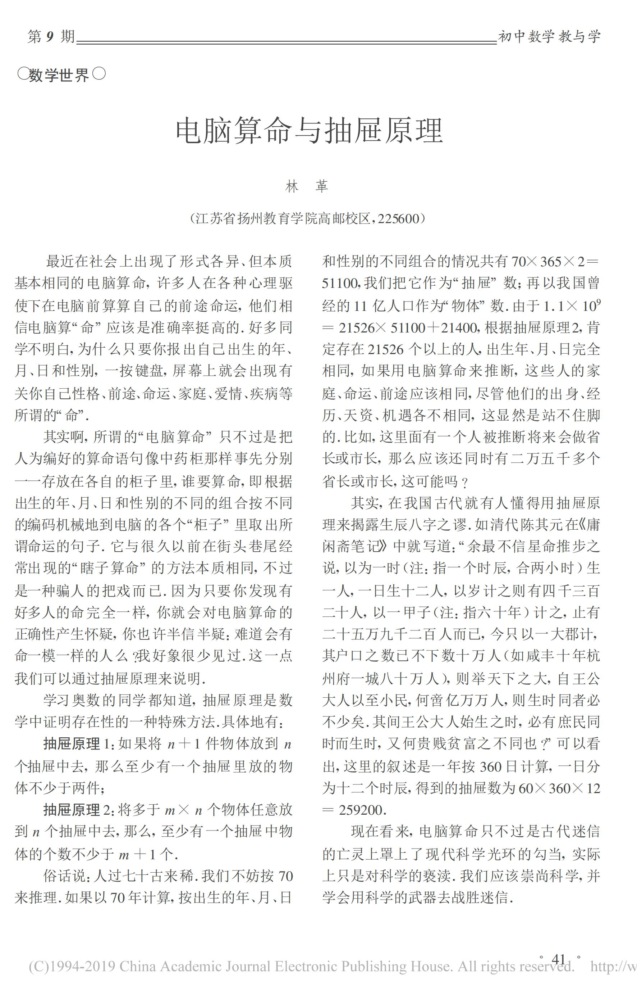 第 9 期
初中数学教与学
○数学世界○
电脑算命与抽屉原理
林 革
(江苏省扬州教育学院高邮校区,225600)
最近在社会上出现了形式各异、但本质
基本相同的电脑算命, 许多人在各种心理驱
使下在电脑前算算自己的前途命运, 他们相
信电脑算“命”应该是准确率挺高的. 好多同
学不明白, 为什么只要你报出自己出生的年、
月、日和性别, 一按键盘, 屏幕上就会出现有
关你自己性格、前途、命运、家庭、爱情、疾病等
所谓的“命”.
其实啊, 所谓的“电脑算命”只不过是把
人为编好的算命语句像中药柜那样事先分别
一一存放在各自的柜子里, 谁要算命, 即根据
出生的年、月、日和性别的不同的组合按不同
的编码机械地到电脑的各个“柜子”里取出所
谓命运的句子. 它与很久以前在街头巷尾经
常出现的“瞎子算命”的方法本质相同, 不过
是一种骗人的把戏而已. 因为只要你发现有
好多人的命完全一样, 你就会对电脑算命的
正确性产生怀疑, 你也许半信半疑: 难道会有
命一模一样的人么?我好象很少见过. 这一点
我们可以通过抽屉原理来说明.
学习奥数的同学都知道, 抽屉原理是数
学中证明存在性的一种特殊方法. 具体地有:
抽屉原理 1: 如果将 n+1 件物体放到 n
个抽屉中去, 那么至少有一个抽屉里放的物
体不少于两件;
抽屉原理 2: 将多于 m× n 个物体任意放
到 n 个抽屉中去, 那么, 至少有一个抽屉中物
体的个数不少于 m+1 个.
俗话说: 人过七十古来稀. 我们不妨按 70
来推理. 如果以 70 年计算, 按出生的年、月、日
和性别的不同组合的情况共有 70×365×2=
51100, 我们把它作为“抽屉”数; 再以我国曾
经的 11 亿人口作为“物体”数. 由于 1.1×10⁹
= 21526×51100+21400, 根据抽屉原理2, 肯
定存在 21526 个以上的人, 出生年、月、日完全
相同, 如果用电脑算命来推断, 这些人的家
庭、命运、前途应该相同, 尽管他们的出身、经
历、天资、机遇各不相同, 这显然是站不住脚
的. 比如, 这里面有一个人被推断将来会做省
长或市长, 那么应该还同时有二万五千多个
省长或市长, 这可能吗?
其实, 在我国古代就有人懂得用抽屉原
理来揭露生辰八字之谬. 如清代陈其元在《庸
闲斋笔记》中就写道: “余最不信星命推步之
说, 以为一时(注: 指一个时辰, 合两小时)生
一人, 一日生十二人, 以岁计之则有四千三百
二十人, 以一甲子(注: 指六十年)计之, 止有
二十五万九千二百人而已, 今只以一大郡计,
其户口之数已不下数十万人(如咸丰十年杭
州府一城八十万人), 则举天下之大, 自王公
大人以至小民, 何啻亿万万人, 则生时同者必
不少矣. 其间王公大人始生之时, 必有庶民同
时而生时, 又何贵贱贫富之不同也?”可以看
出, 这里的叙述是一年按 360 日计算, 一日分
为十二个时辰, 得到的抽屉数为 60×360×12
= 259200.
现在看来, 电脑算命只不过是古代迷信
的亡灵上罩上了现代科学光环的勾当, 实际
上只是对科学的亵渎. 我们应该崇尚科学, 并
学会用科学的武器去战胜迷信.
° 41 °
(C)1994-2019 China Academic Journal Electronic Publishing House. All rights reserved. http://w